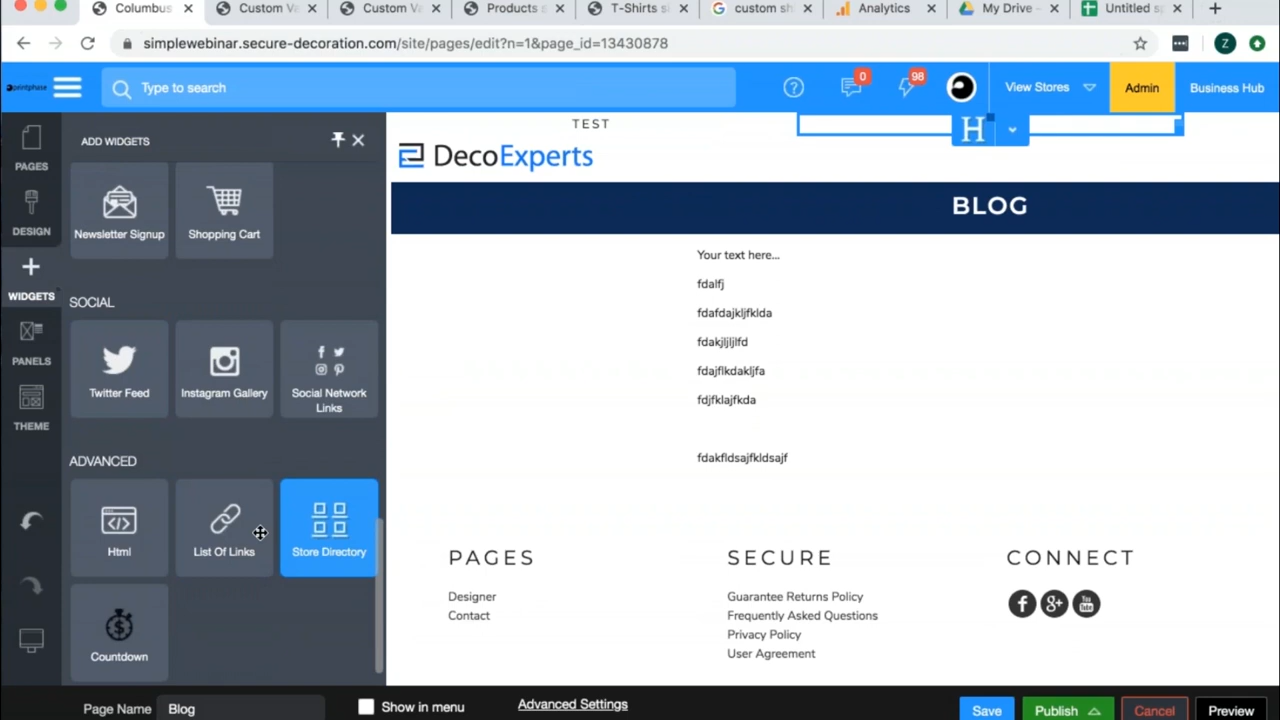 Columbus
Custom Va
Custom Va
Products s
T-Shirts si
custom sh
Analytics
My Drive -
Untitled sp
simplewebinar.secure-decoration.com/site/pages/edit?n=1&page_id=13430878
Z
printphase
Type to search
0
98
View Stores
Admin
Business Hub
PAGES
DESIGN
WIDGETS
PANELS
THEME
ADD WIDGETS
Newsletter Signup
Shopping Cart
SOCIAL
Twitter Feed
Instagram Gallery
Social Network
Links
ADVANCED
Html
List Of Links
Store Directory
Countdown
TEST
H
DecoExperts
BLOG
Your text here...
fdalfj
fdafdajkljfklda
fdakjljljlfd
fdajflkdakljfa
fdjfklajfkda
fdakfldsajfkldsajf
PAGES
Designer
Contact
SECURE
Guarantee Returns Policy
Frequently Asked Questions
Privacy Policy
User Agreement
CONNECT
Page Name
Blog
Show in menu
Advanced Settings
Save
Publish
Cancel
Preview